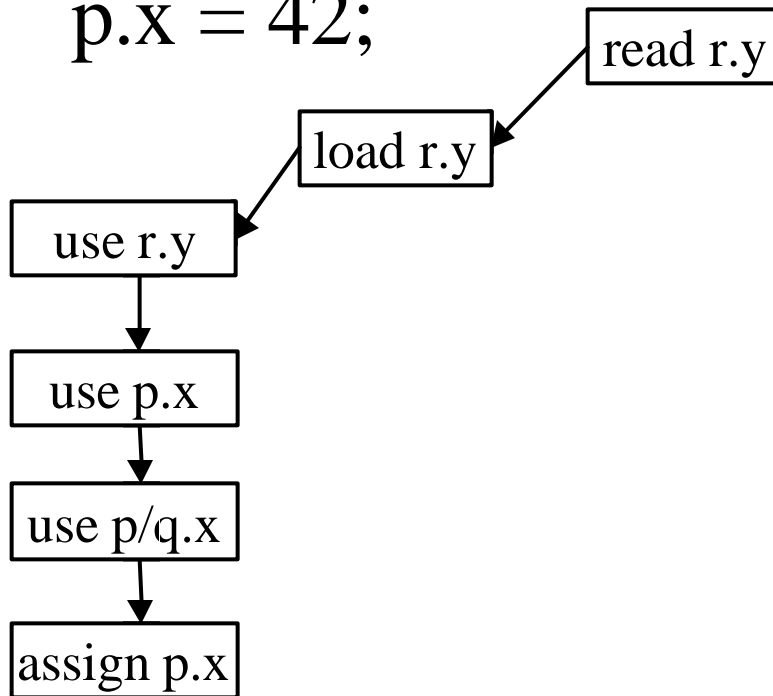 p.x = 42;
read r.y
load r.y
use r.y
use p.x
use p/q.x
assign p.x